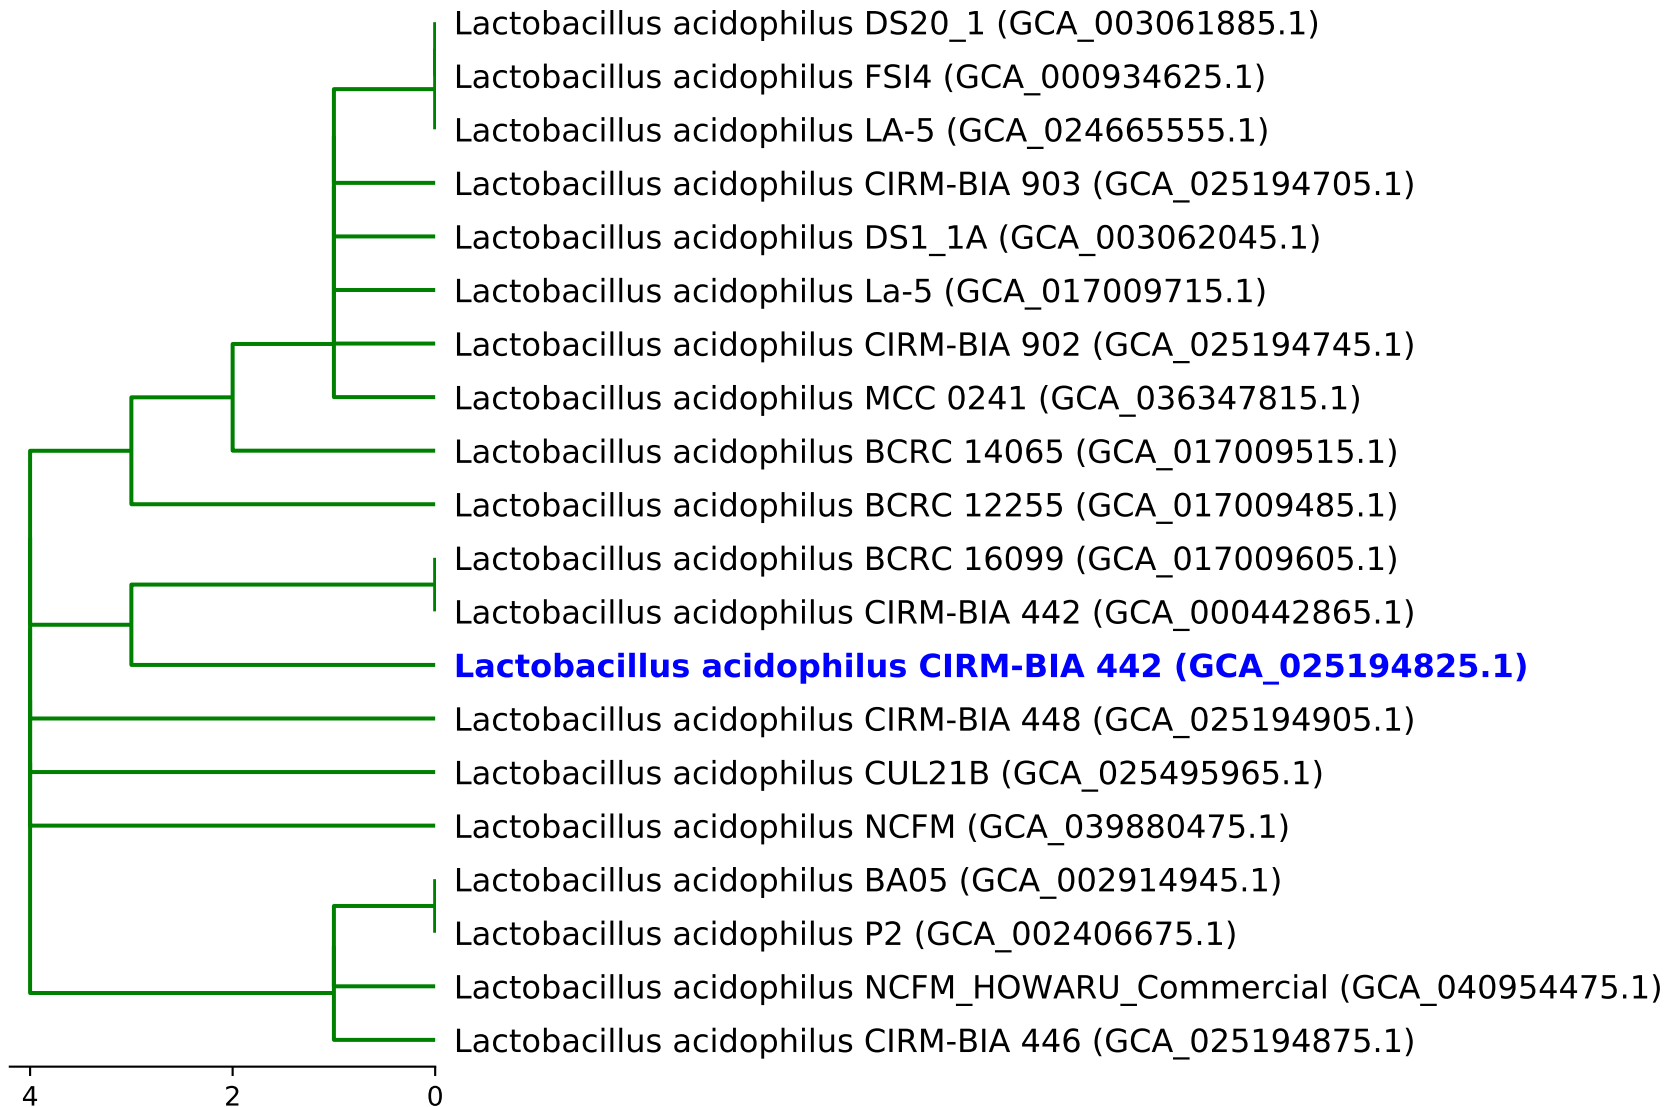 Lactobacillus acidophilus DS20_1 (GCA_003061885.1)
Lactobacillus acidophilus FSI4 (GCA_000934625.1)
Lactobacillus acidophilus LA-5 (GCA_024665555.1)
Lactobacillus acidophilus CIRM-BIA 903 (GCA_025194705.1)
Lactobacillus acidophilus DS1_1A (GCA_003062045.1)
Lactobacillus acidophilus La-5 (GCA_017009715.1)
Lactobacillus acidophilus CIRM-BIA 902 (GCA_025194745.1)
Lactobacillus acidophilus MCC 0241 (GCA_036347815.1)
Lactobacillus acidophilus BCRC 14065 (GCA_017009515.1)
Lactobacillus acidophilus BCRC 12255 (GCA_017009485.1)
Lactobacillus acidophilus BCRC 16099 (GCA_017009605.1)
Lactobacillus acidophilus CIRM-BIA 442 (GCA_000442865.1)
Lactobacillus acidophilus CIRM-BIA 442 (GCA_025194825.1)
Lactobacillus acidophilus CIRM-BIA 448 (GCA_025194905.1)
Lactobacillus acidophilus CUL21B (GCA_025495965.1)
Lactobacillus acidophilus NCFM (GCA_039880475.1)
Lactobacillus acidophilus BA05 (GCA_002914945.1)
Lactobacillus acidophilus P2 (GCA_002406675.1)
Lactobacillus acidophilus NCFM_HOWARU_Commercial (GCA_040954475.1)
Lactobacillus acidophilus CIRM-BIA 446 (GCA_025194875.1)
4 2 0